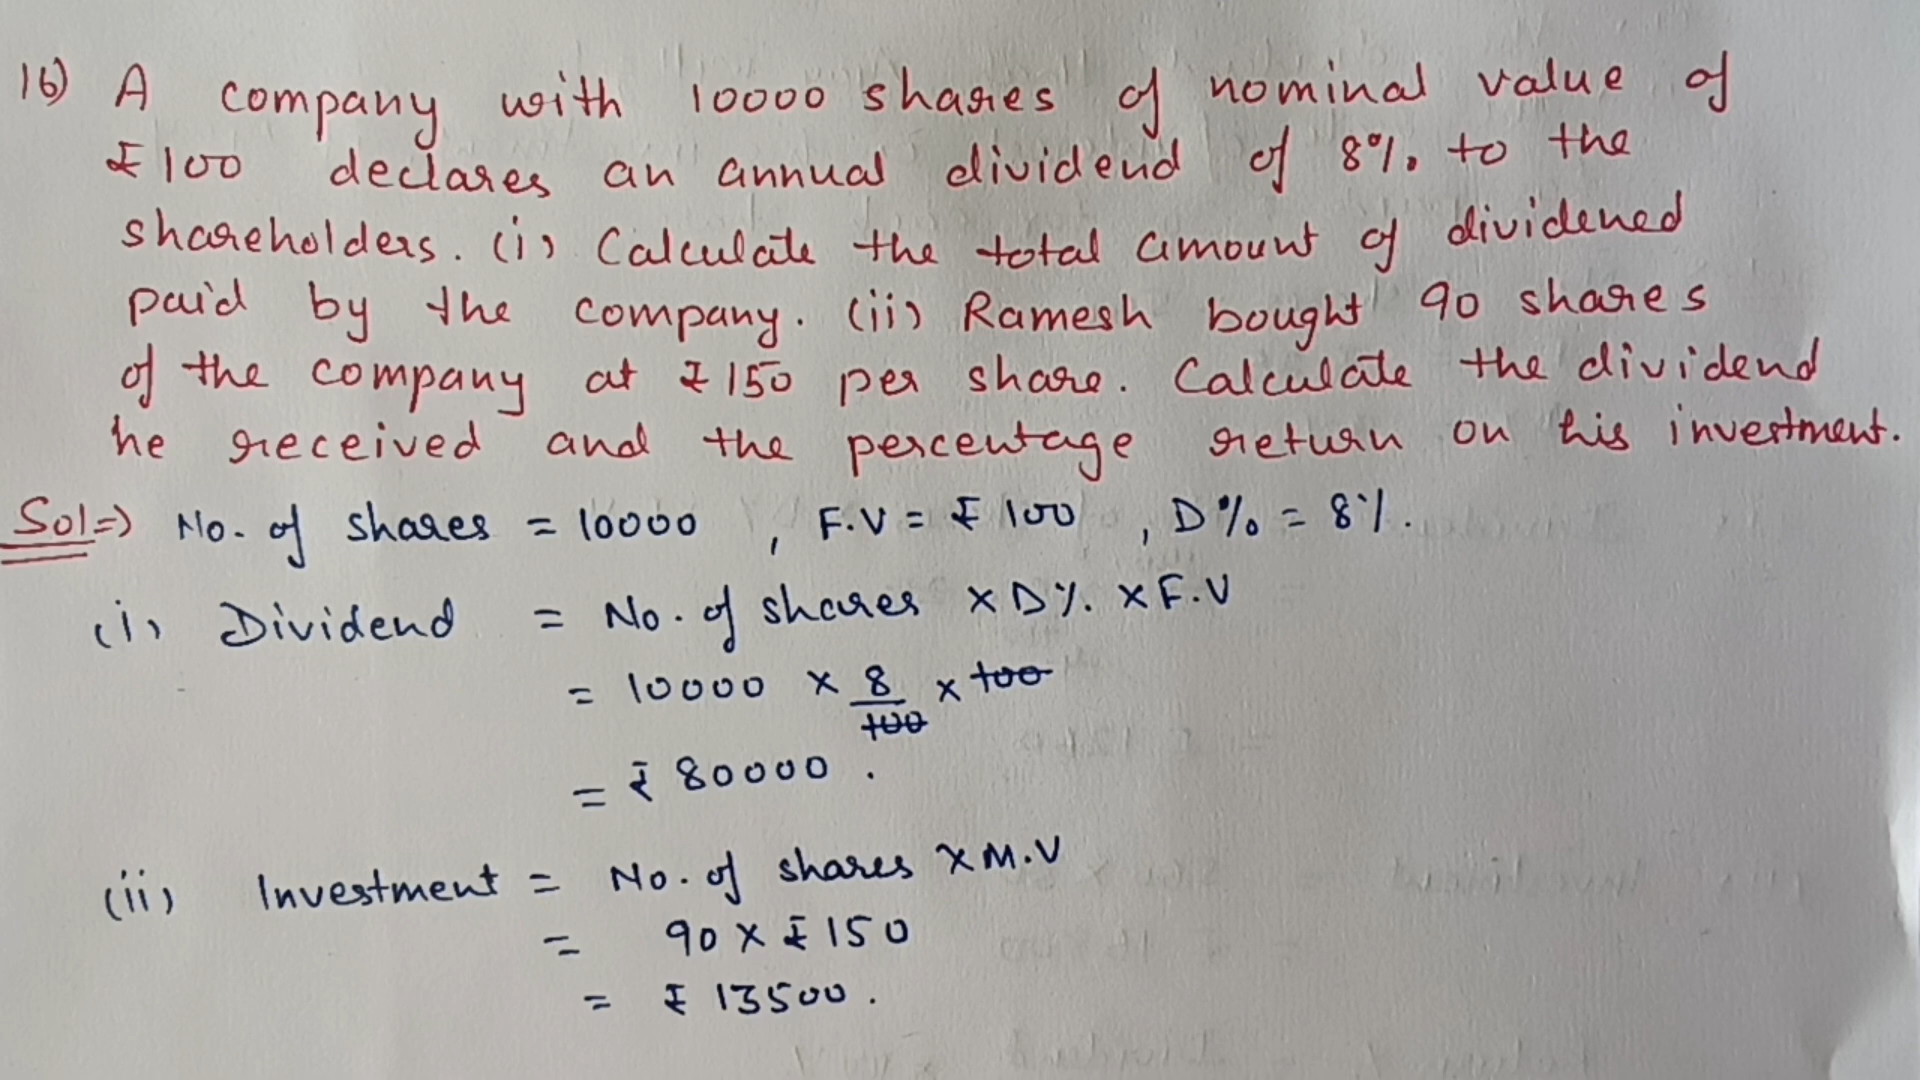 16) A company with 10000 shares of nominal value of
₹100 declares an annual dividend of 8% to the
shareholders. (i) Calculate the total amount of dividened
paid by the company. (ii) Ramesh bought 90 shares
of the company at ₹150 per share. Calculate the dividend
he received and the percentage return on his investment.
Sol=) No. of shares = 10000 , F.V = ₹100 , D% = 8%.
(i) Dividend = No. of shares × D% × F.V
= 10000 × 8/100 × 100
= ₹80000.
(ii) Investment = No. of shares × M.V
= 90 × ₹150
= ₹13500.